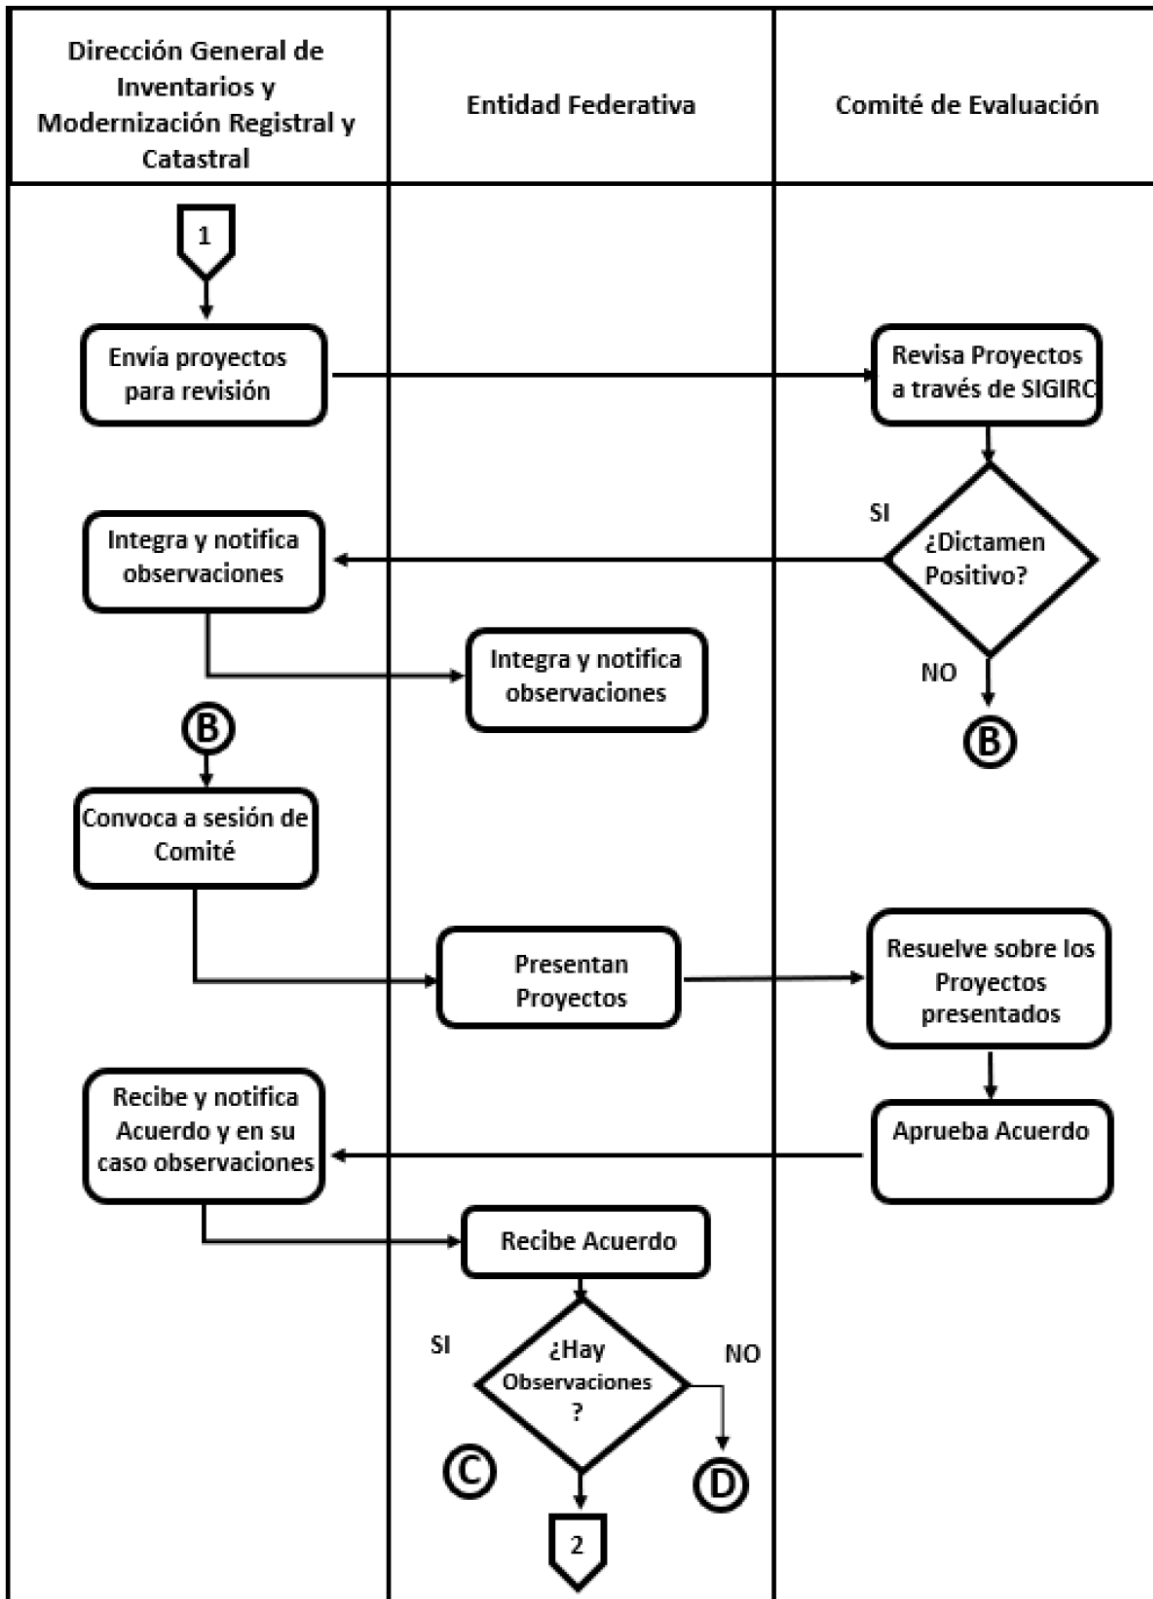 Dirección General de
Inventarios y
Modernización Registral y
Catastral
Entidad Federativa
Comité de Evaluación
1
Envía proyectos
para revisión
Revisa Proyectos
a través de SIGIRC
SI
¿Dictamen
Positivo?
NO
B
Integra y notifica
observaciones
Integra y notifica
observaciones
B
Convoca a sesión de
Comité
Presentan
Proyectos
Resuelve sobre los
Proyectos
presentados
Aprueba Acuerdo
Recibe y notifica
Acuerdo y en su
caso observaciones
Recibe Acuerdo
SI
¿Hay
Observaciones
?
NO
C
D
2